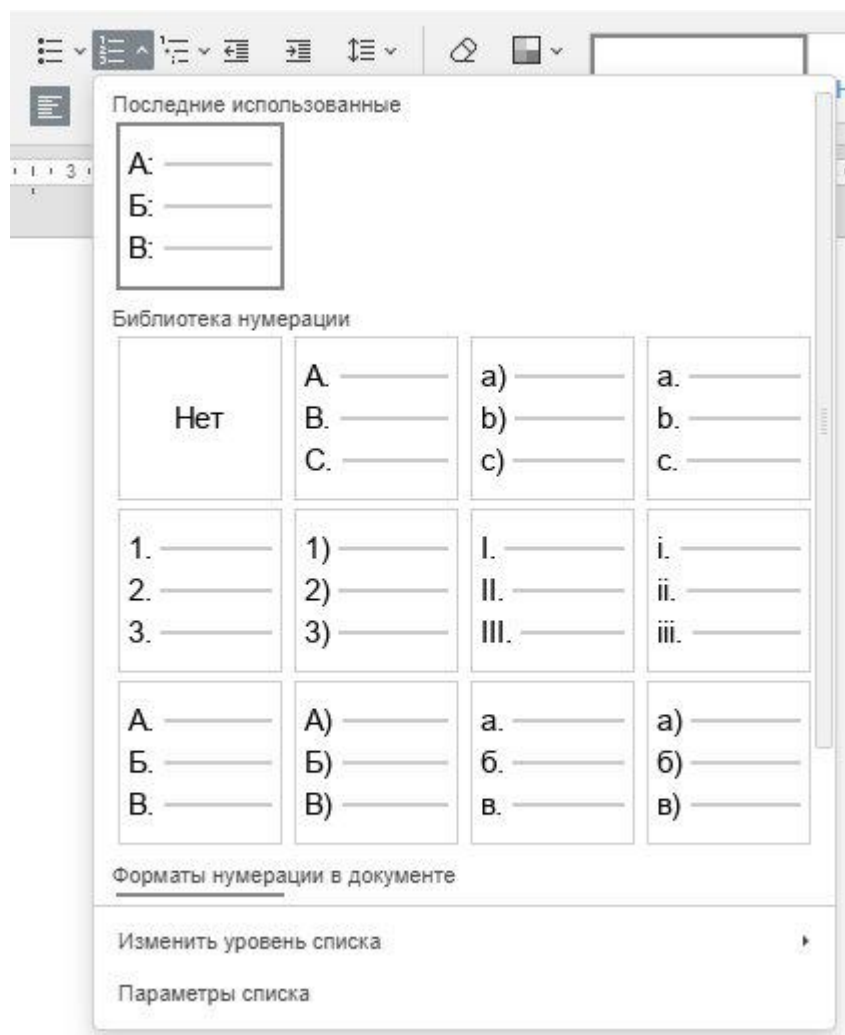 3
Последние использованные
А:
Б:
В:
Библиотека нумерации
Нет
A.
B.
C.
a)
b)
c)
a.
b.
c.
1.
2.
3.
1)
2)
3)
I.
II.
III.
i.
ii.
iii.
А.
Б.
В.
А)
Б)
В)
а.
б.
в.
а)
б)
в)
Форматы нумерации в документе
Изменить уровень списка
Параметры списка